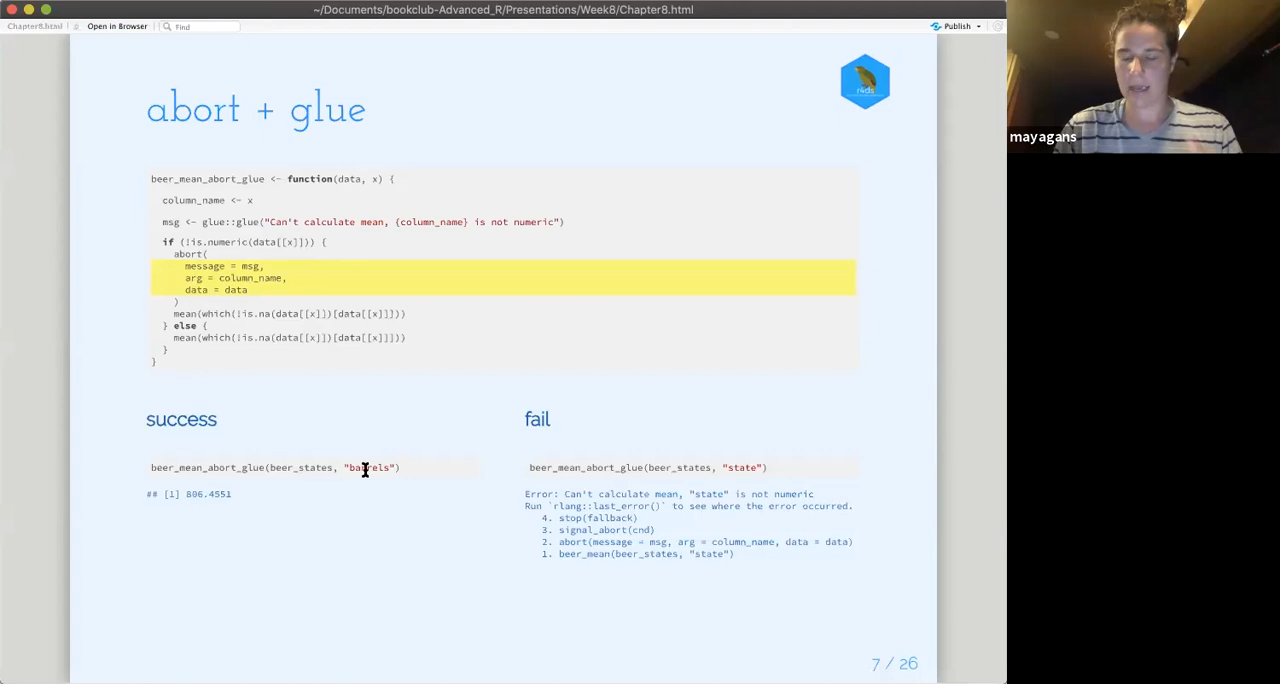 ~/Documents/bookclub-Advanced_R/Presentations/Week8/Chapter8.html
Chapter8.html
Open in Browser
Find
Publish
abort + glue
r4ds
beer_mean_abort_glue <- function(data, x) {
column_name <- x
msg <- glue::glue("Can't calculate mean, {column_name} is not numeric")
if (!is.numeric(data[[x]])) {
abort(
message = msg,
arg = column_name,
data = data
)
mean(which(!is.na(data[[x]])[data[[x]]]))
} else {
mean(which(!is.na(data[[x]])[data[[x]]]))
}
}
success
beer_mean_abort_glue(beer_states, "barrels")
## [1] 806.4551
fail
beer_mean_abort_glue(beer_states, "state")
Error: Can't calculate mean, "state" is not numeric
Run `rlang::last_error()` to see where the error occurred.
4. stop(fallback)
3. signal_abort(cnd)
2. abort(message = msg, arg = column_name, data = data)
1. beer_mean(beer_states, "state")
7 / 26
mayagans